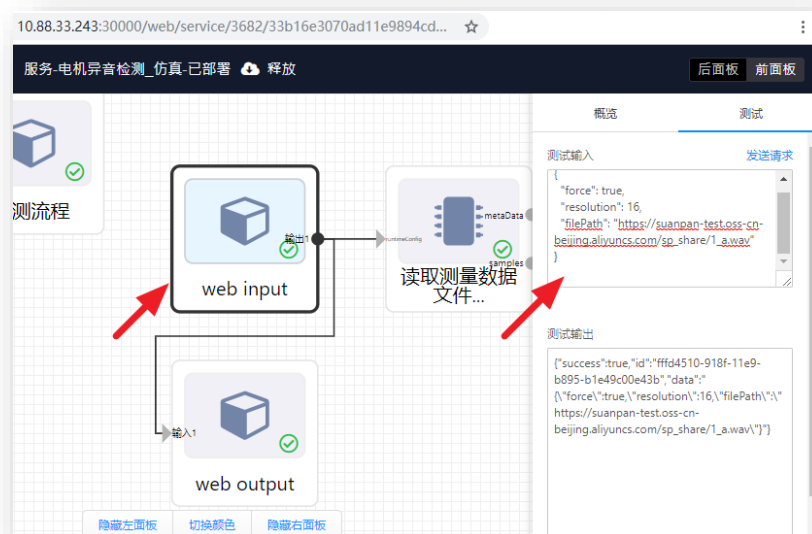 10.88.33.243:30000/web/service/3682/33b16e3070ad11e9894cd...
服务-电机异音检测_仿真-已部署 释放
后面板 前面板
概览 测试
测流程
web input
输出1
runtimeConfig
metaData
samples
读取测量数据
文件...
输入1
web output
隐藏左面板 切换颜色 隐藏右面板
测试输入 发送请求
{
"force": true,
"resolution": 16,
"filePath": "https://suanpan-test.oss-cn-
beijing.aliyuncs.com/sp_share/1_a.wav"
}
测试输出
{"success":true,"id":"fffd4510-918f-11e9-
b895-b1e49c00e43b","data":"
{\"force\":true,\"resolution\":16,\"filePath\":\"
https://suanpan-test.oss-cn-
beijing.aliyuncs.com/sp_share/1_a.wav\"}"}